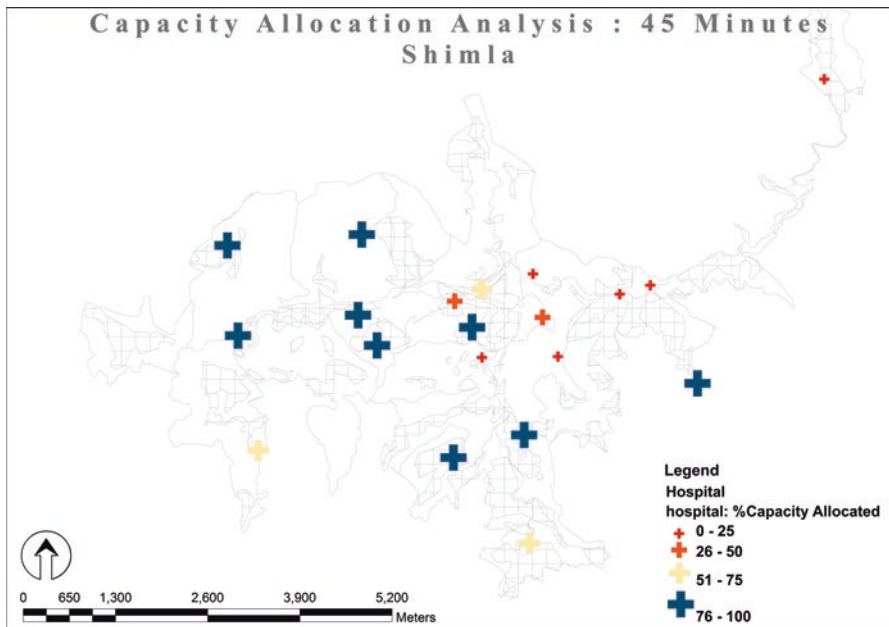 Capacity Allocation Analysis : 45 Minutes
Shimla
Legend
Hospital
hospital: %Capacity Allocated
0 - 25
26 - 50
51 - 75
76 - 100
0 650 1,300 2,600 3,900 5,200
Meters